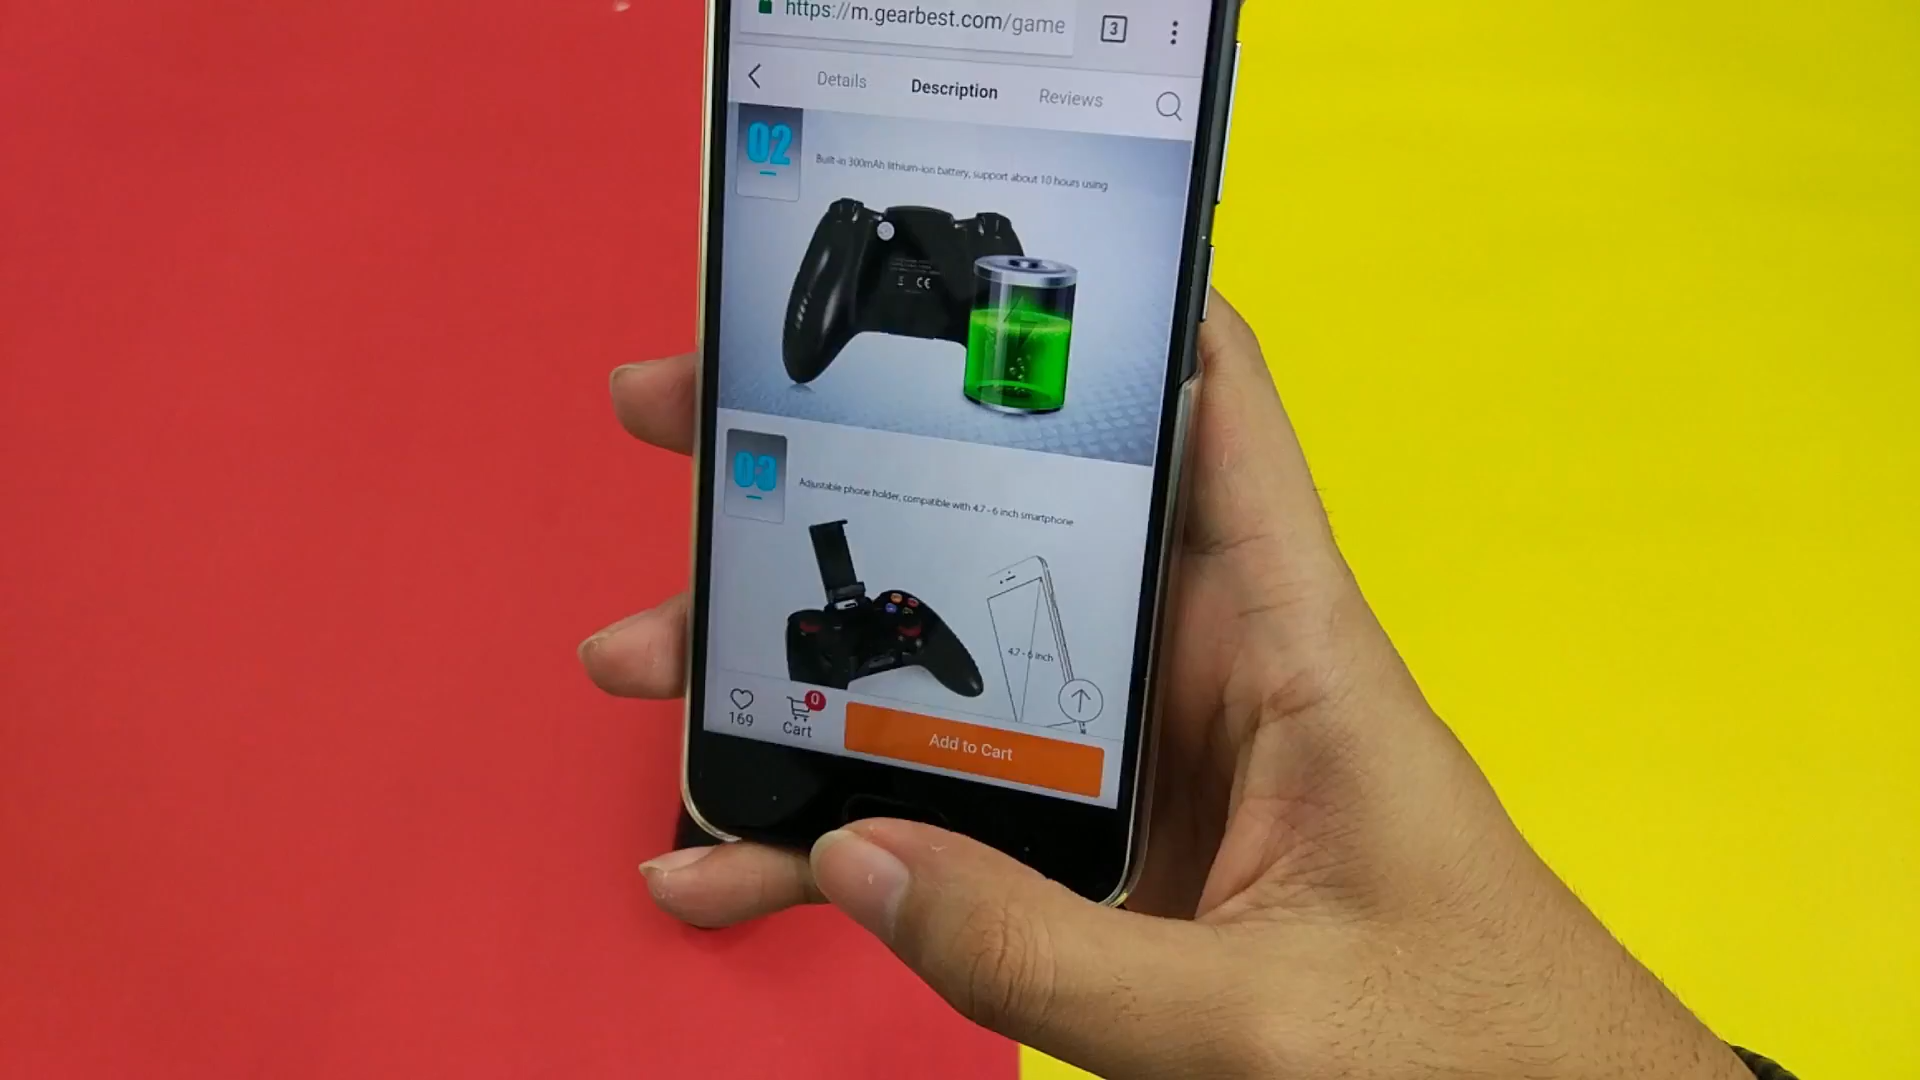 https://m.gearbest.com/game
3
Details
Description
Reviews
02
Built-in 300mAh lithium-ion battery, support about 10 hours using
CE
03
Adjustable phone holder, compatible with 4.7 - 6 inch smartphone
4.7 - 6 inch
169
0
Cart
Add to Cart